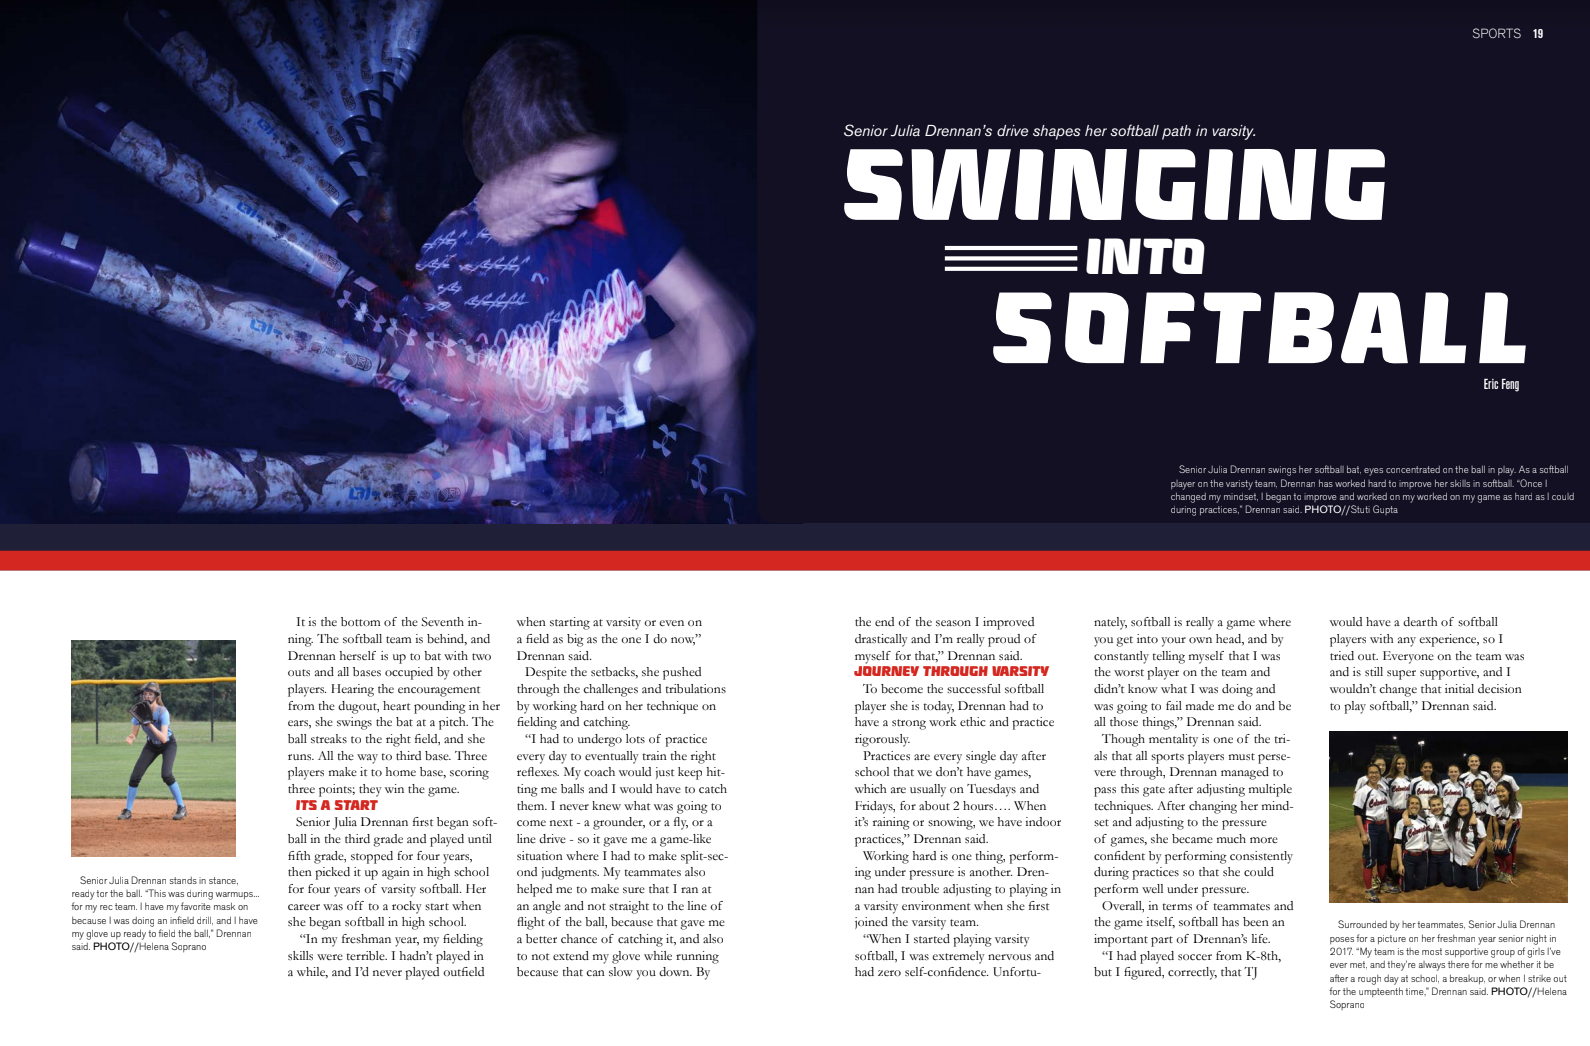 SPORTS 19
Senior Julia Drennan's drive shapes her softball path in varsity.
SWINGING
INTO
SOFTBALL
Eric Feng
Senior Julia Drennan swings her softball bat, eyes concentrated on the ball in play. As a softball
player on the varisty team, Drennan has worked hard to improve her skills in softball. “Once I
changed my mindset, I began to improve and worked on my worked on my game as hard as I could
during practices,” Drennan said. PHOTO//Stuti Gupta
Senior Julia Drennan stands in stance,
ready tor the ball. “This was during warmups...
for my rec team. I have my favorite mask on
because I was doing an infield drill, and I have
my glove up ready to field the ball,” Drennan
said. PHOTO//Helena Soprano
It is the bottom of the Seventh in-
ning. The softball team is behind, and
Drennan herself is up to bat with two
outs and all bases occupied by other
players. Hearing the encouragement
from the dugout, heart pounding in her
ears, she swings the bat at a pitch. The
ball streaks to the right field, and she
runs. All the way to third base. Three
players make it to home base, scoring
three points; they win the game.
ITS A START
Senior Julia Drennan first began soft-
ball in the third grade and played until
fifth grade, stopped for four years,
then picked it up again in high school
for four years of varsity softball. Her
career was off to a rocky start when
she began softball in high school.
“In my freshman year, my fielding
skills were terrible. I hadn't played in
a while, and I'd never played outfield
when starting at varsity or even on
a field as big as the one I do now,”
Drennan said.
Despite the setbacks, she pushed
through the challenges and tribulations
by working hard on her technique on
fielding and catching.
“I had to undergo lots of practice
every day to eventually train the right
reflexes. My coach would just keep hit-
ting me balls and I would have to catch
them. I never knew what was going to
come next - a grounder, or a fly, or a
line drive - so it gave me a game-like
situation where I had to make split-sec-
ond judgments. My teammates also
helped me to make sure that I ran at
an angle and not straight to the line of
flight of the ball, because that gave me
a better chance of catching it, and also
to not extend my glove while running
because that can slow you down. By
the end of the season I improved
drastically and I'm really proud of
myself for that,” Drennan said.
JOURNEY THROUGH VARSITY
To become the successful softball
player she is today, Drennan had to
have a strong work ethic and practice
rigorously.
Practices are every single day after
school that we don't have games,
which are usually on Tuesdays and
Fridays, for about 2 hours…. When
it's raining or snowing, we have indoor
practices,” Drennan said.
Working hard is one thing, perform-
ing under pressure is another. Dren-
nan had trouble adjusting to playing in
a varsity environment when she first
joined the varsity team.
“When I started playing varsity
softball, I was extremely nervous and
had zero self-confidence. Unfortu-
nately, softball is really a game where
you get into your own head, and by
constantly telling myself that I was
the worst player on the team and
didn't know what I was doing and
was going to fail made me do and be
all those things,” Drennan said.
Though mentality is one of the tri-
als that all sports players must perse-
vere through, Drennan managed to
pass this gate after adjusting multiple
techniques. After changing her mind-
set and adjusting to the pressure
of games, she became much more
confident by performing consistently
during practices so that she could
perform well under pressure.
Overall, in terms of teammates and
the game itself, softball has been an
important part of Drennan's life.
“I had played soccer from K-8th,
but I figured, correctly, that TJ
would have a dearth of softball
players with any experience, so I
tried out. Everyone on the team was
and is still super supportive, and I
wouldn't change that initial decision
to play softball,” Drennan said.
Surrounded by her teammates, Senior Julia Drennan
poses for a picture on her freshman year senior night in
2017. “My team is the most supportive group of girls I've
ever met, and they're always there for me whether it be
after a rough day at school, a breakup, or when I strike out
for the umpteenth time,” Drennan said. PHOTO//Helena
Soprano